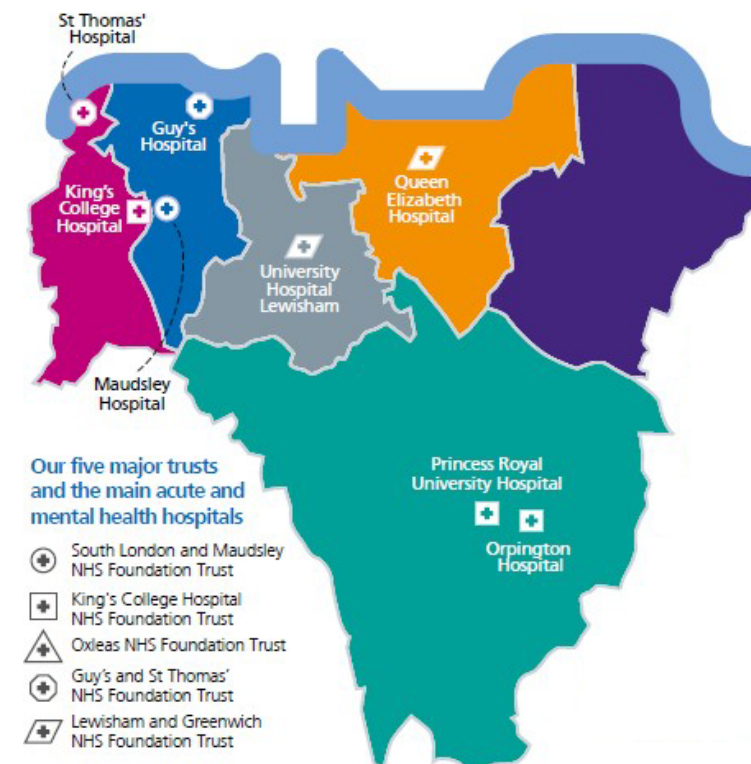 St Thomas'
Hospital
Guy's
Hospital
King's
College
Hospital
Queen
Elizabeth
Hospital
University
Hospital
Lewisham
Maudsley
Hospital
Princess Royal
University Hospital
Orpington
Hospital
Our five major trusts
and the main acute and
mental health hospitals
South London and Maudsley
NHS Foundation Trust
King's College Hospital
NHS Foundation Trust
Oxleas NHS Foundation Trust
Guy's and St Thomas'
NHS Foundation Trust
Lewisham and Greenwich
NHS Foundation Trust